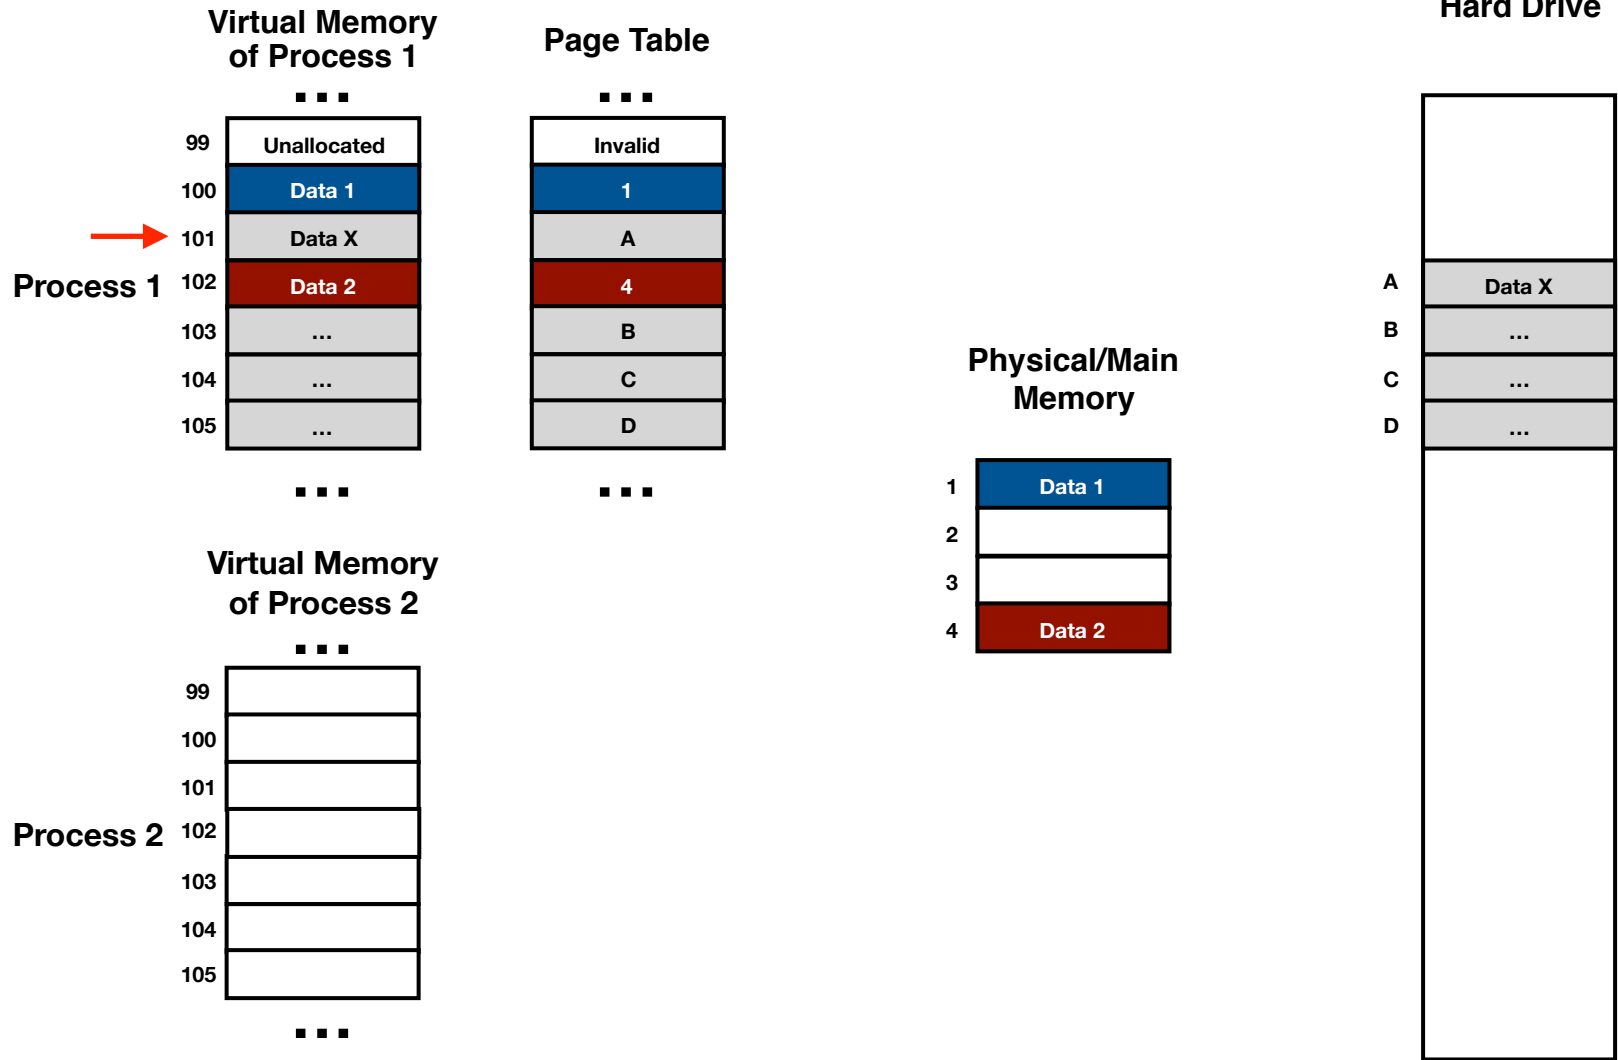 Virtual Memory
of Process 1
...
99 Unallocated
100 Data 1
101 Data X
Process 1 102 Data 2
103 ...
104 ...
105 ...
...
Page Table
...
Invalid
1
A
4
B
C
D
...
Virtual Memory
of Process 2
...
99
100
101
Process 2 102
103
104
105
...
Physical/Main
Memory
1 Data 1
2
3
4 Data 2
Hard Drive
A Data X
B ...
C ...
D ...